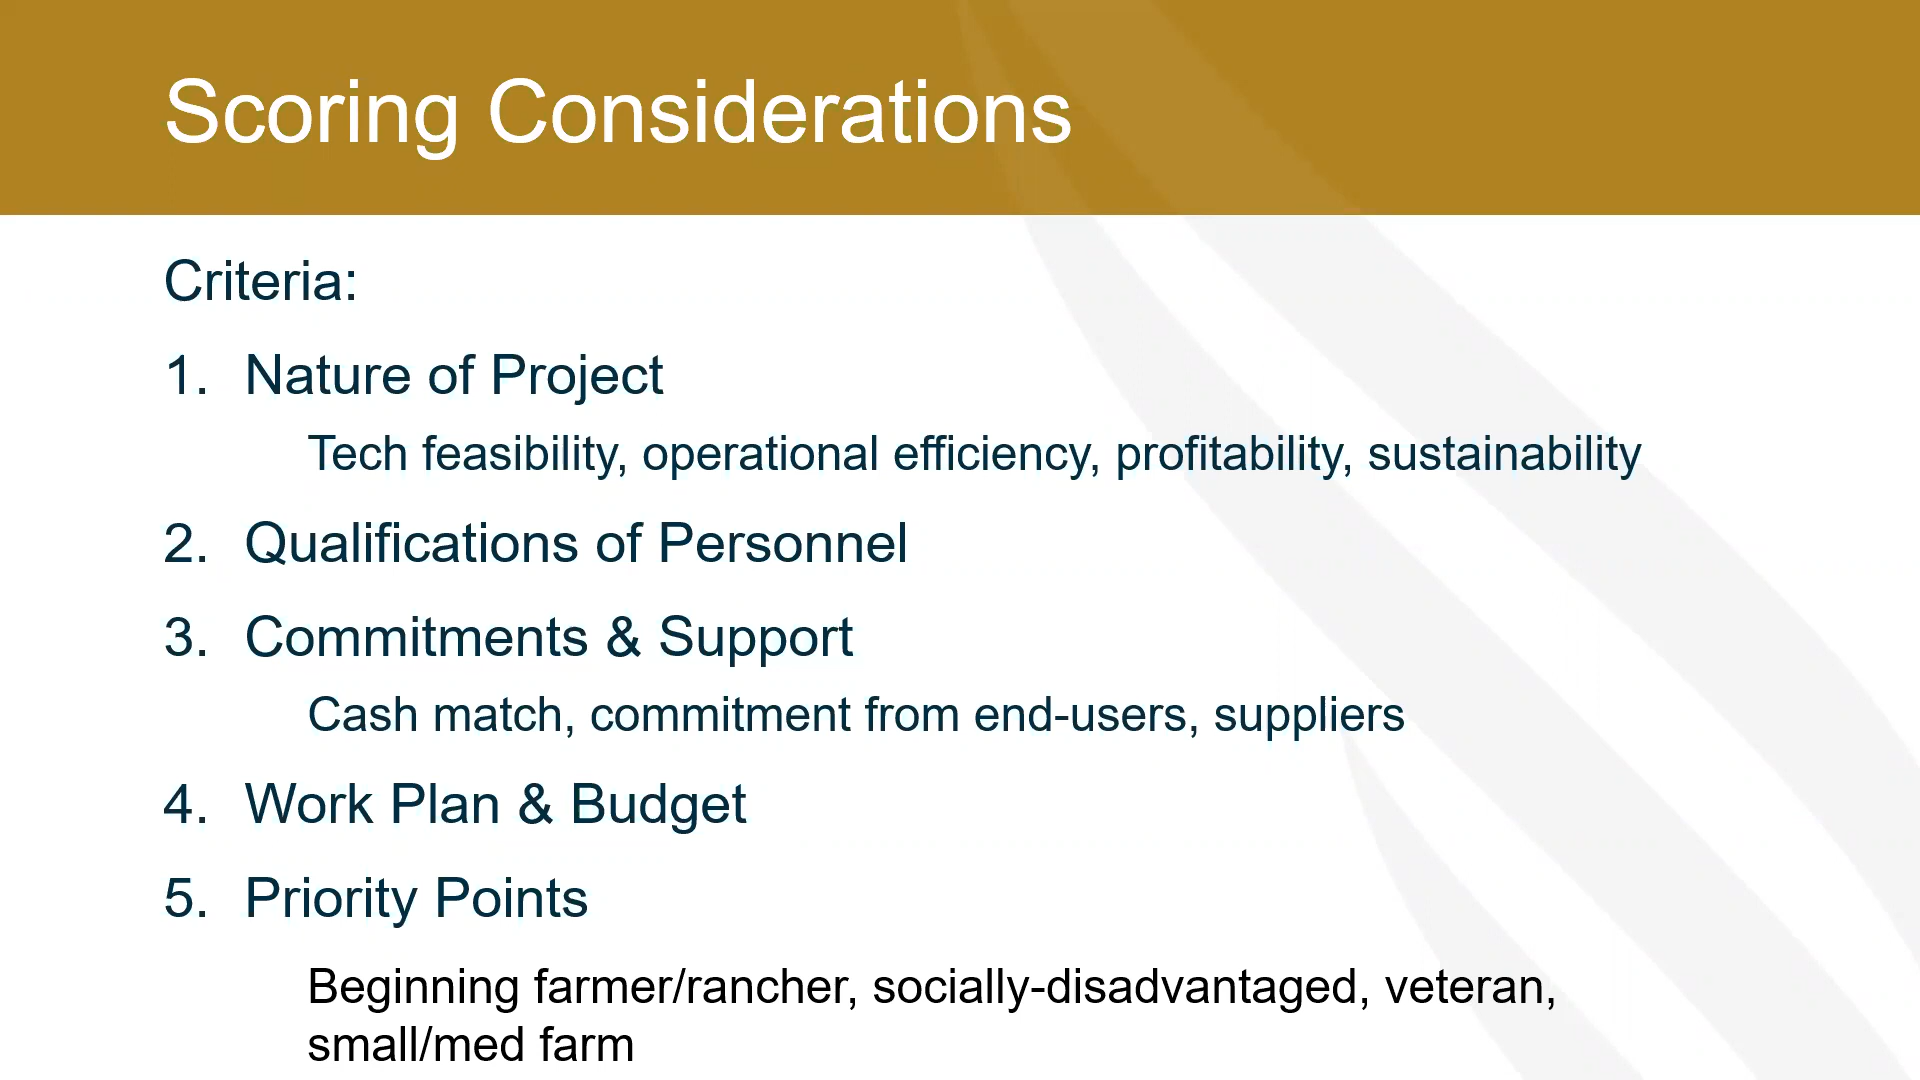 Scoring Considerations
Criteria:
1. Nature of Project
Tech feasibility, operational efficiency, profitability, sustainability
2. Qualifications of Personnel
3. Commitments & Support
Cash match, commitment from end-users, suppliers
4. Work Plan & Budget
5. Priority Points
Beginning farmer/rancher, socially-disadvantaged, veteran,
small/med farm